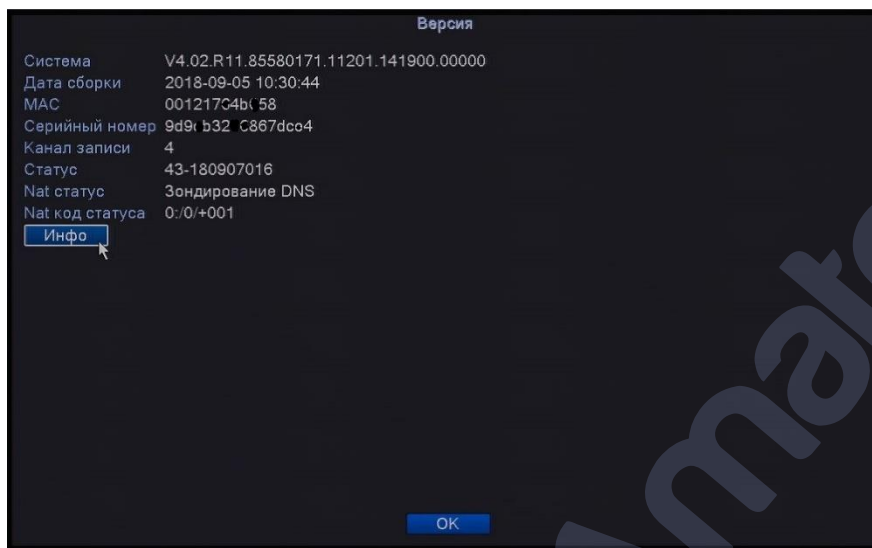 Версия
Система V4.02.R11.85580171.11201.141900.00000
Дата сборки 2018-09-05 10:30:44
MAC
Серийный номер
Канал записи 4
Статус 43-180907016
Nat статус Зондирование DNS
Nat код статуса 0:/0/+001
Инфо
OK